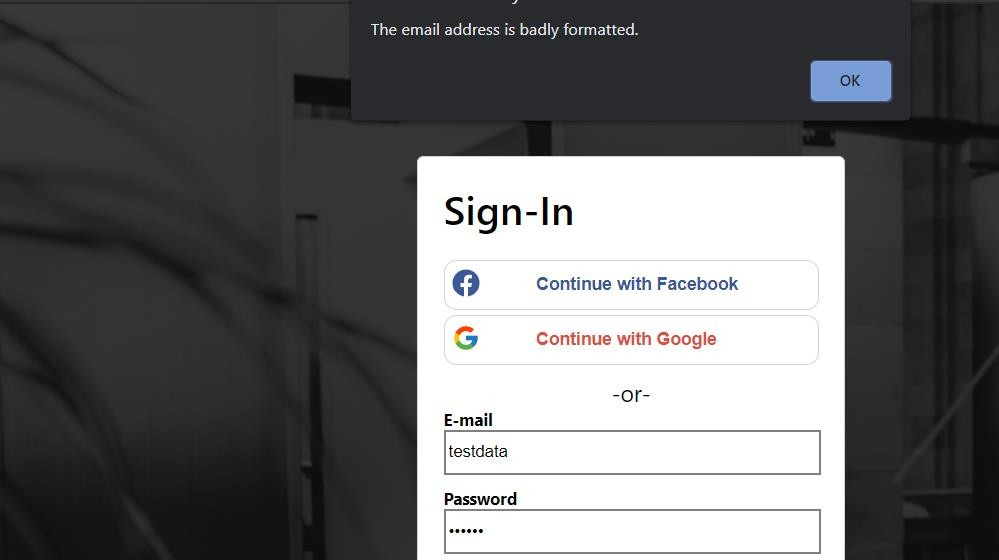 The email address is badly formatted.
OK
Sign-In
Continue with Facebook
Continue with Google
-or-
E-mail
testdata
Password
••••••